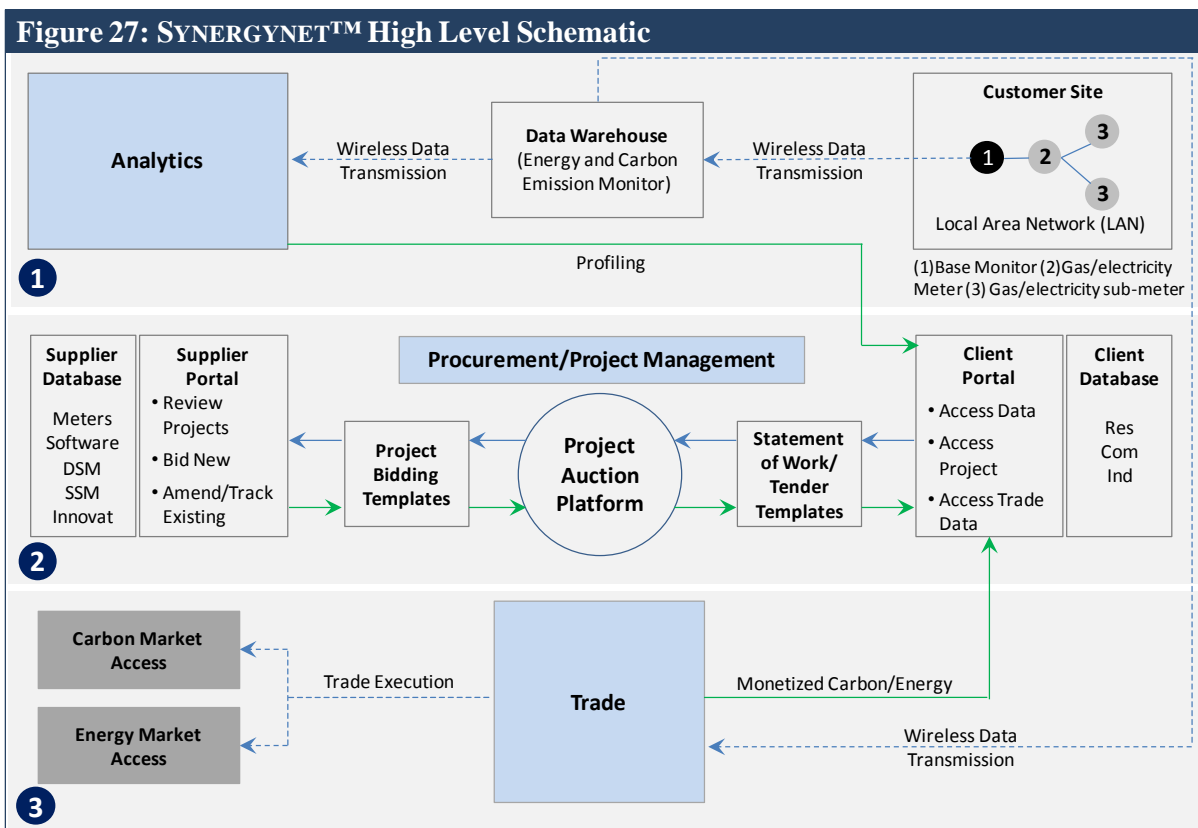 Figure 27: SYNERGYNET™ High Level Schematic
Analytics
Wireless Data
Transmission
Data Warehouse
(Energy and Carbon
Emission Monitor)
Wireless Data
Transmission
Customer Site
1
2
3
3
Local Area Network (LAN)
(1)Base Monitor (2)Gas/electricity
Meter (3) Gas/electricity sub-meter
Profiling
1
Supplier
Database
Meters
Software
DSM
SSM
Innovat
Supplier
Portal
• Review
Projects
• Bid New
• Amend/Track
Existing
Procurement/Project Management
Project
Bidding
Templates
Project
Auction
Platform
Statement
of Work/
Tender
Templates
Client
Portal
• Access Data
• Access
Project
• Access Trade
Data
Client
Database
Res
Com
Ind
2
Carbon Market
Access
Energy Market
Access
Trade Execution
Trade
Monetized Carbon/Energy
Wireless Data
Transmission
3